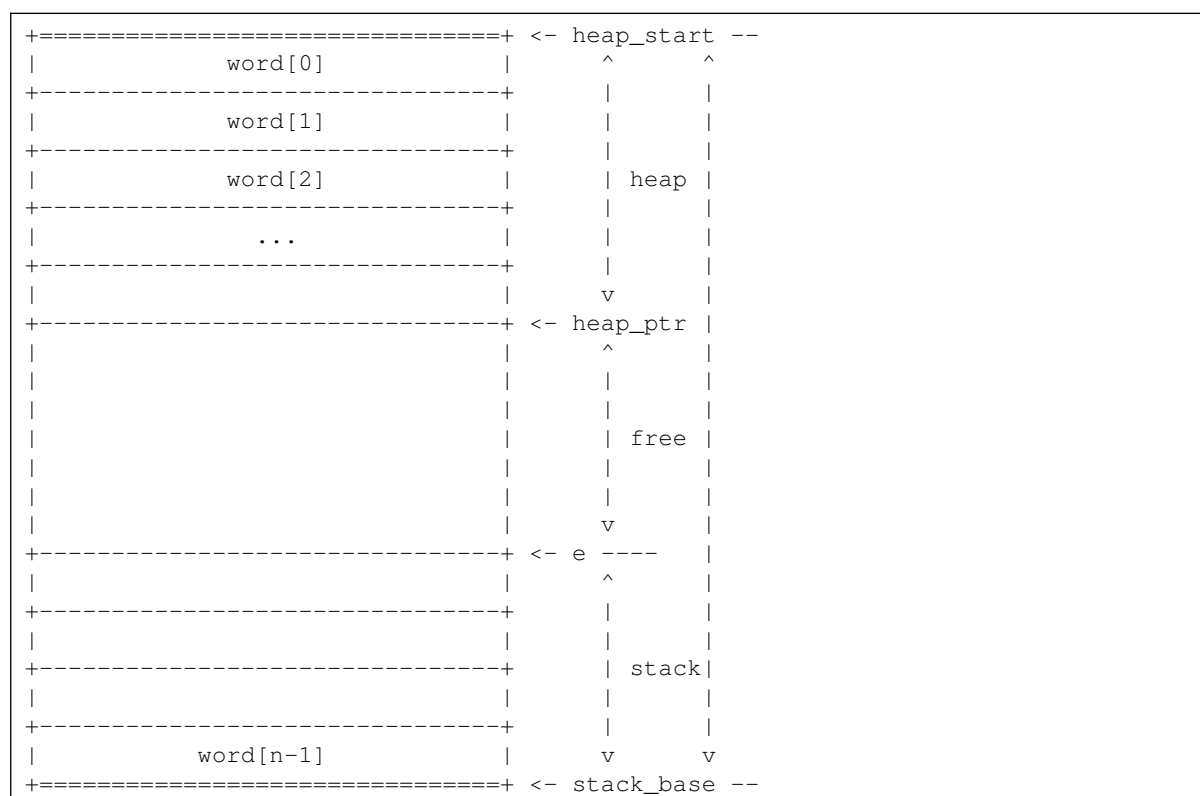 +================================+ <- heap_start --
|             word[0]            |      ^      ^
+--------------------------------+      |      |
|             word[1]            |      |      |
+--------------------------------+      |      |
|             word[2]            |      | heap |
+--------------------------------+      |      |
|               ...              |      |      |
+--------------------------------+      |      |
|                                |      v      |
+--------------------------------+ <- heap_ptr |
|                                |      ^      |
|                                |      |      |
|                                |      |      |
|                                |      | free |
|                                |      |      |
|                                |      |      |
|                                |      v      |
+--------------------------------+ <- e ----   |
|                                |      ^      |
+--------------------------------+      |      |
|                                |      |      |
+--------------------------------+      | stack|
|                                |      |      |
+--------------------------------+      |      |
|           word[n-1]            |      v      v
+================================+ <- stack_base --